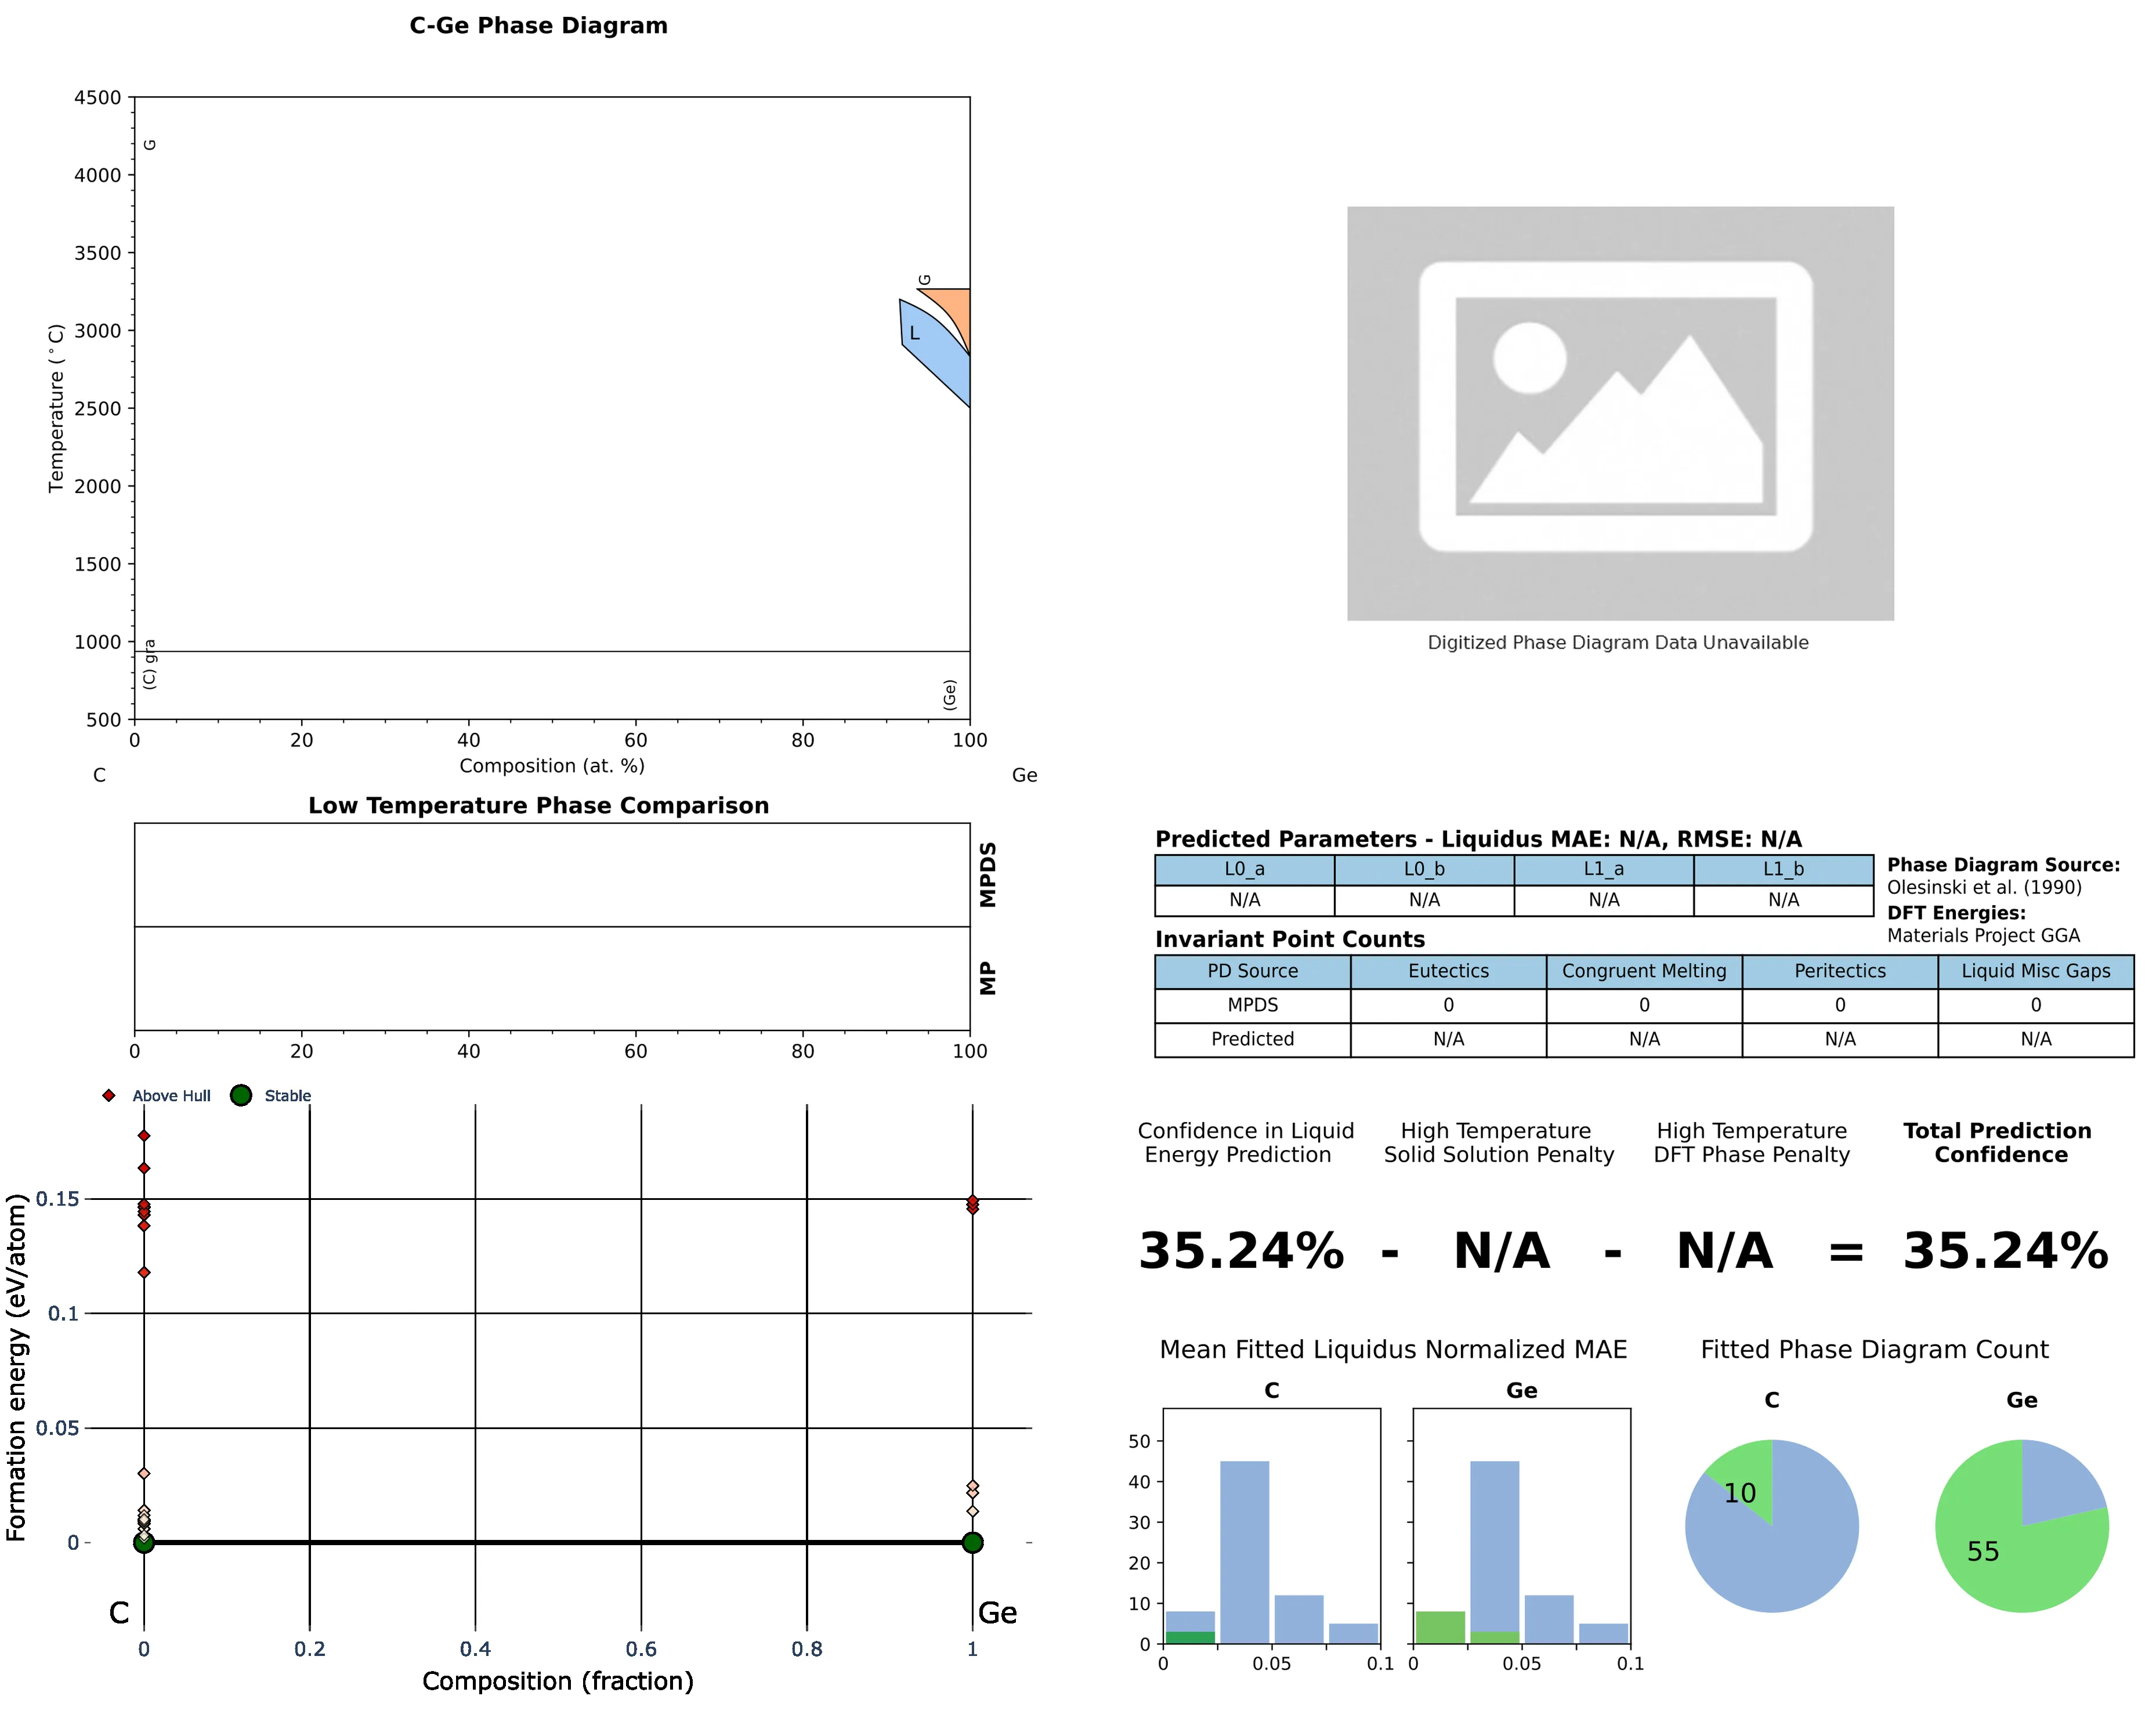 C-Ge Phase Diagram
4500
4000
3500
3000
2500
2000
1500
1000
500
Temperature (°C)
G
G
L
(C) gra
(Ge)
0 20 40 60 80 100
Composition (at. %)
C Ge
Digitized Phase Diagram Data Unavailable
Low Temperature Phase Comparison
MPDS
MP
0 20 40 60 80 100
Predicted Parameters - Liquidus MAE: N/A, RMSE: N/A
L0_a L0_b L1_a L1_b
N/A N/A N/A N/A
Phase Diagram Source:
Olesinski et al. (1990)
DFT Energies:
Materials Project GGA
Invariant Point Counts
PD Source Eutectics Congruent Melting Peritectics Liquid Misc Gaps
MPDS 0 0 0 0
Predicted N/A N/A N/A N/A
Above Hull Stable
0.15
0.1
0.05
0
Formation energy (eV/atom)
C Ge
0 0.2 0.4 0.6 0.8 1
Composition (fraction)
Confidence in Liquid
Energy Prediction
High Temperature
Solid Solution Penalty
High Temperature
DFT Phase Penalty
Total Prediction
Confidence
35.24% - N/A - N/A = 35.24%
Mean Fitted Liquidus Normalized MAE
C Ge
50
40
30
20
10
0
0 0.05 0.1 0 0.05 0.1
Fitted Phase Diagram Count
C Ge
10
55